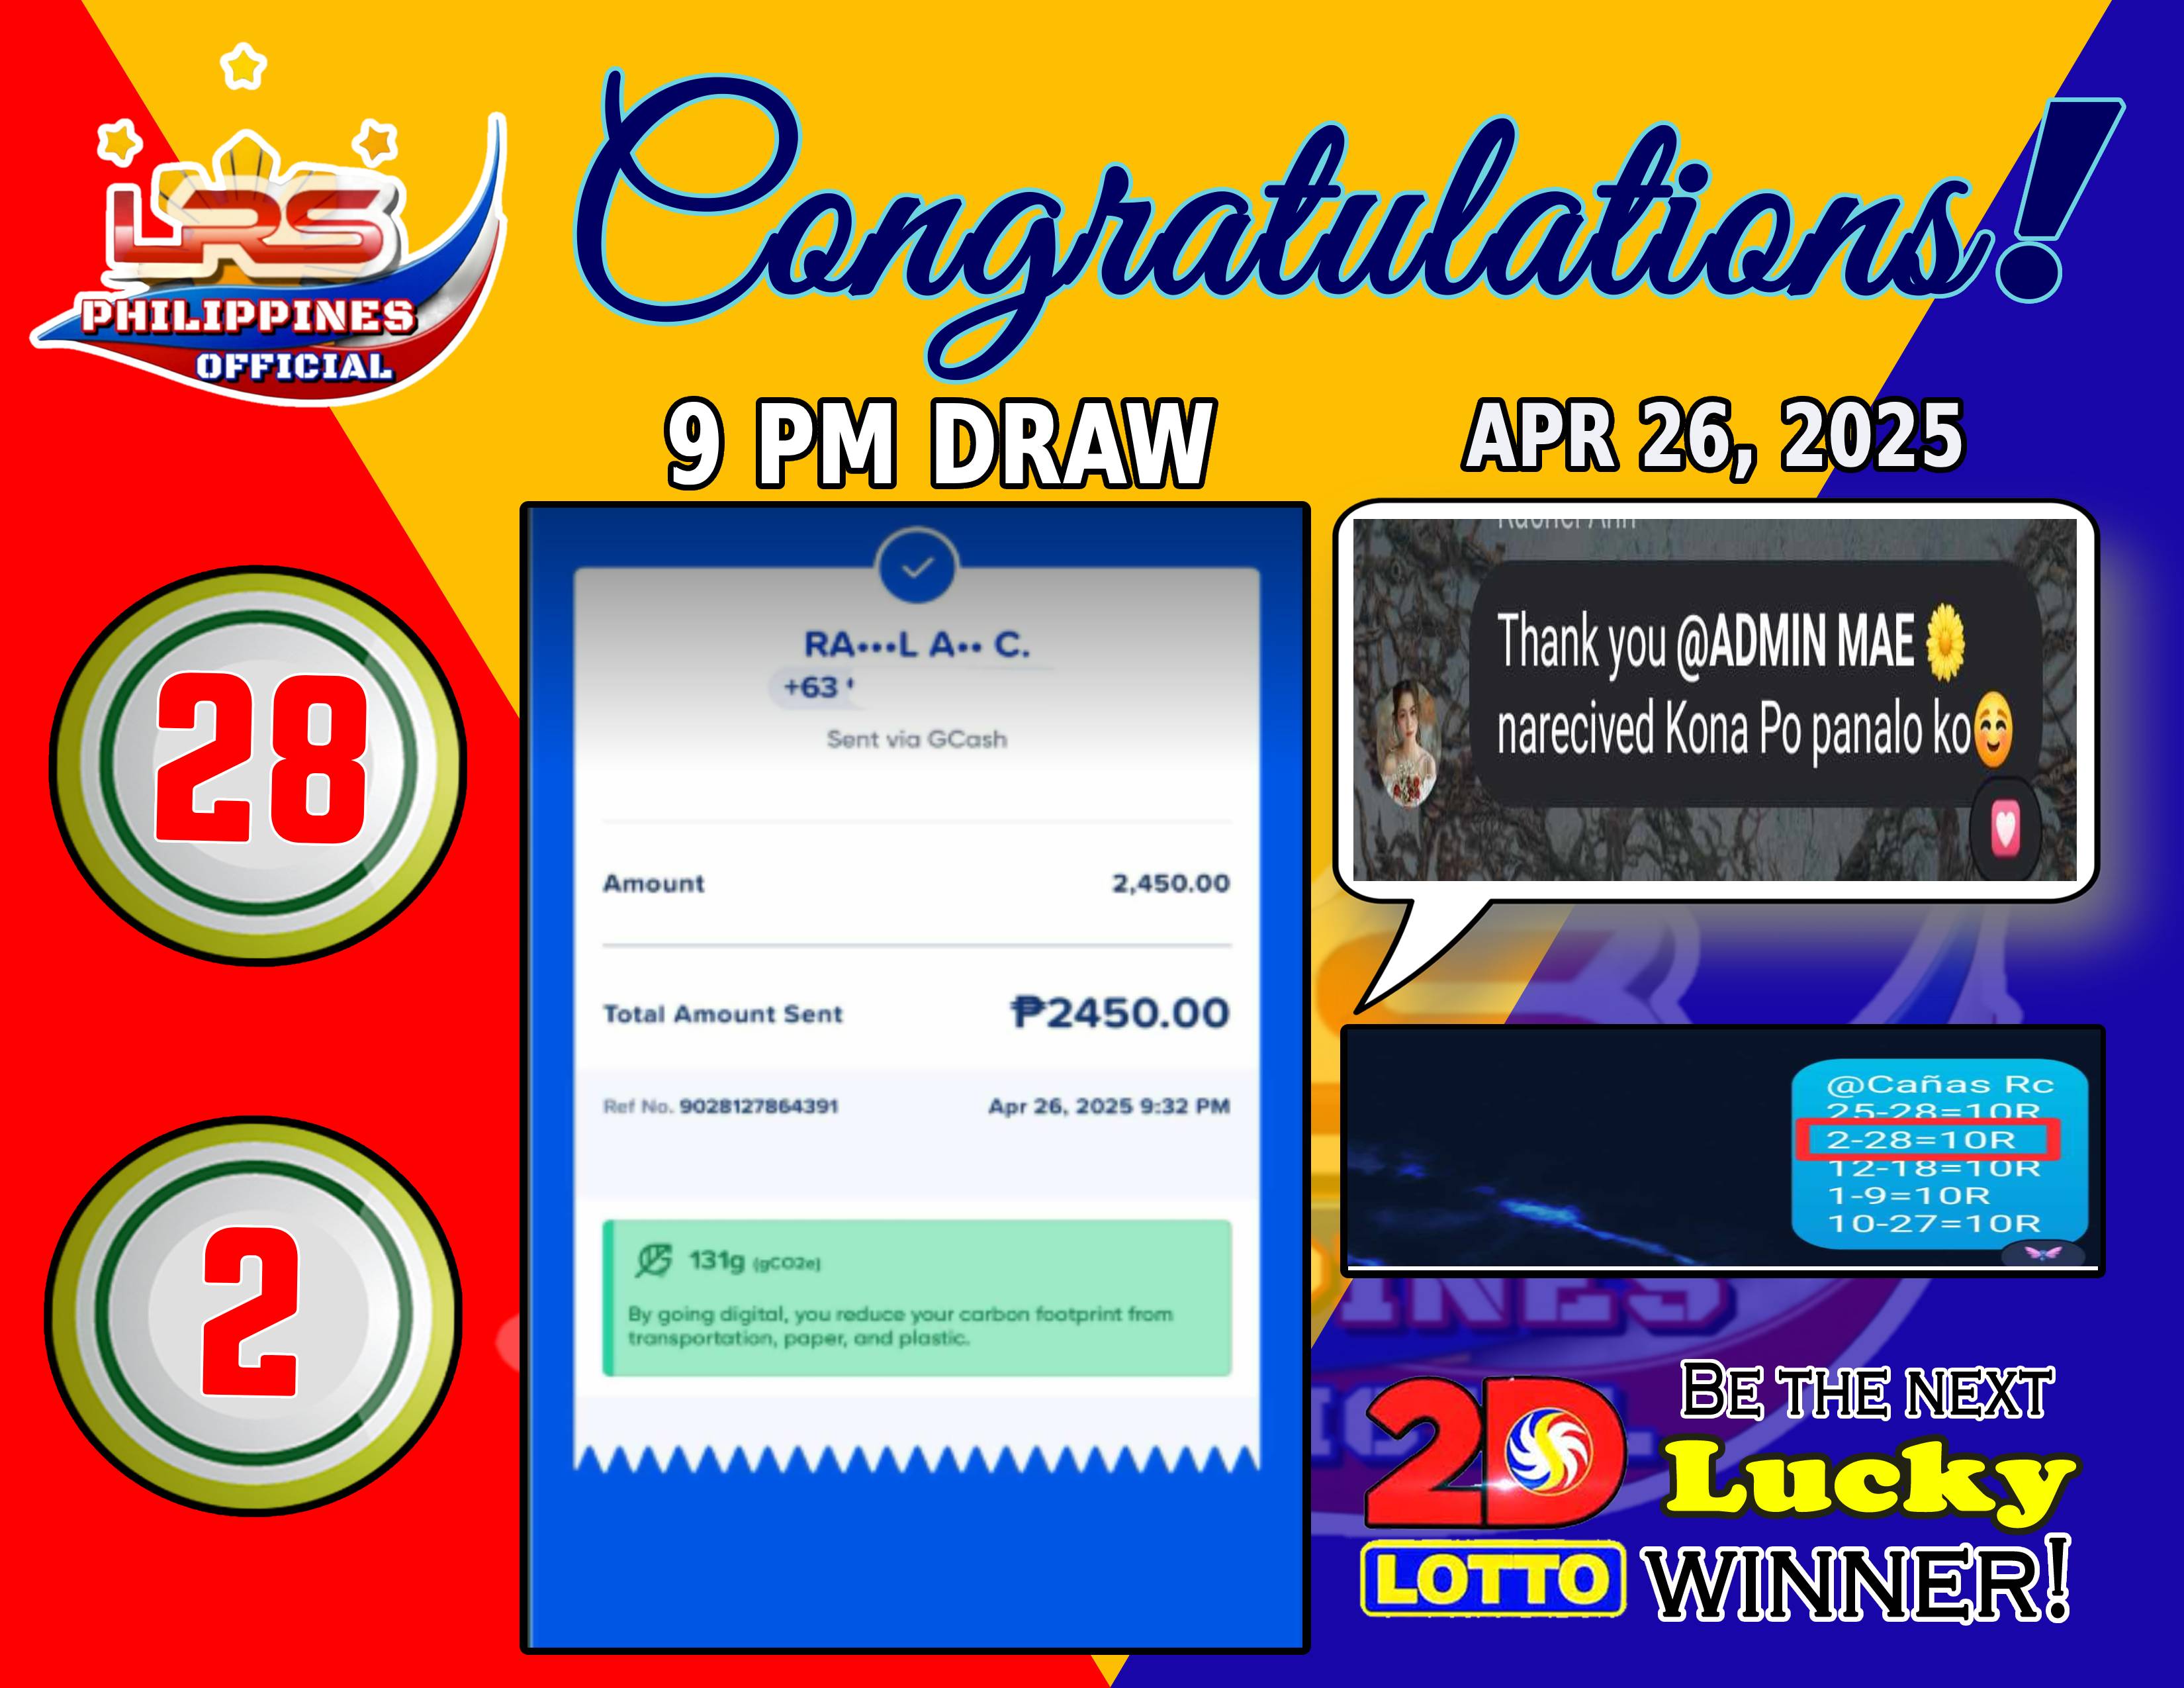 LRS
PHILIPPINES
OFFICIAL
Congratulations!
9 PM DRAW
APR 26, 2025
28
2
RA•••L A•• C.
+63
Sent via GCash
Amount 2,450.00
Total Amount Sent ₱2450.00
Ref No. 9028127864391 Apr 26, 2025 9:32 PM
131g (gCO2e)
By going digital, you reduce your carbon footprint from
transportation, paper, and plastic.
Thank you @ADMIN MAE 🌼
narecived Kona Po panalo ko☺️
@Cañas Rc
25-28=10R
2-28=10R
12-18=10R
1-9=10R
10-27=10R
2D
LOTTO
BE THE NEXT
Lucky
WINNER!